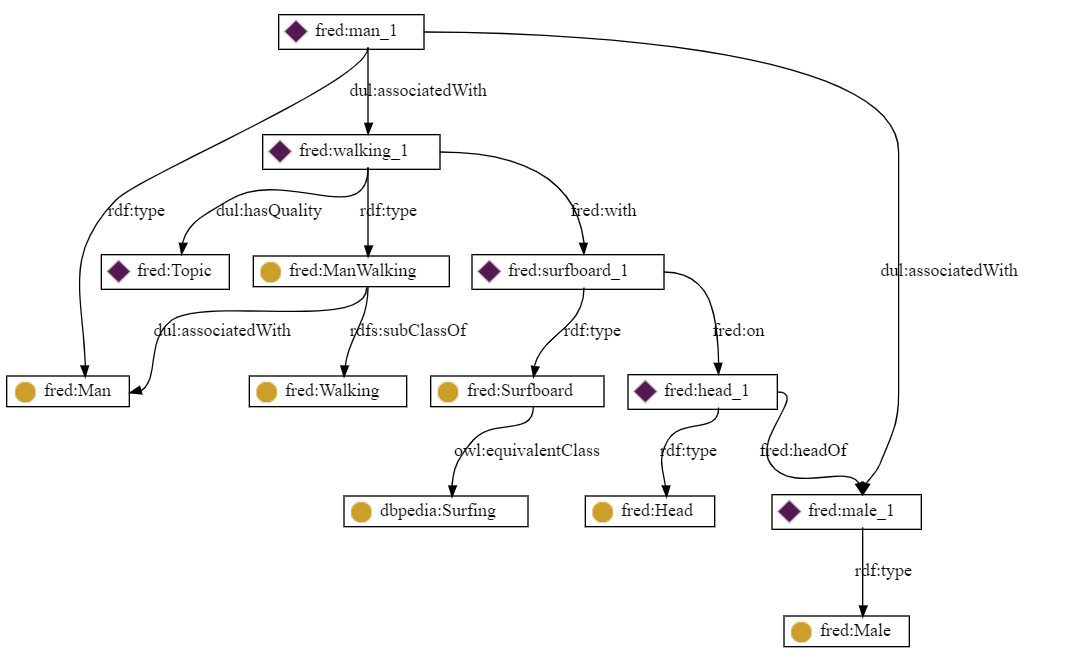 fred:man_1
dul:associatedWith
fred:walking_1
rdf:type
dul:hasQuality
rdf:type
fred:with
fred:Topic
fred:ManWalking
fred:surfboard_1
dul:associatedWith
dul:associatedWith
rdfs:subClassOf
rdf:type
fred:on
fred:Man
fred:Walking
fred:Surfboard
fred:head_1
owl:equivalentClass
rdf:type
fred:headOf
dbpedia:Surfing
fred:Head
fred:male_1
rdf:type
fred:Male